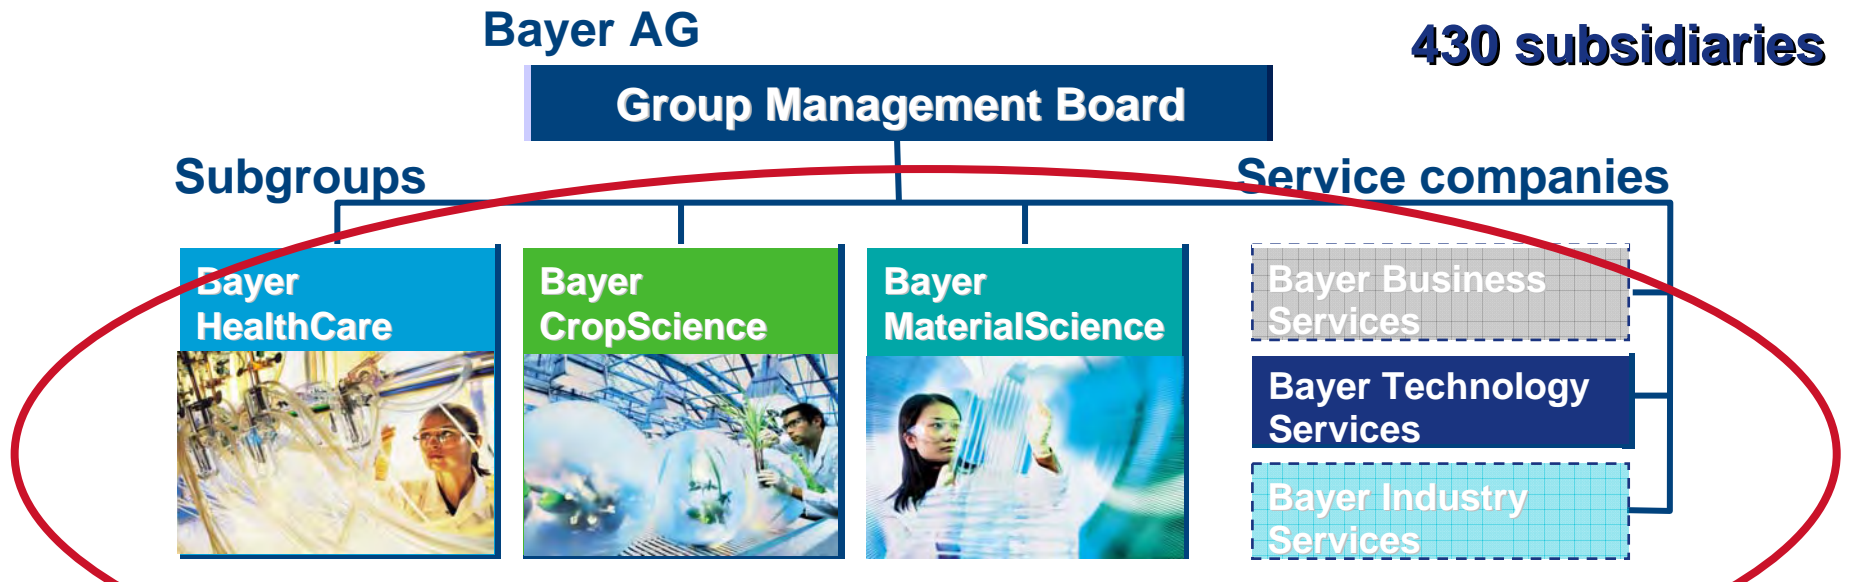 Bayer AG
430 subsidiaries
Group Management Board
Subgroups
Service companies
Bayer
HealthCare
Bayer
CropScience
Bayer
MaterialScience
Bayer Business
Services
Bayer Technology
Services
Bayer Industry
Services